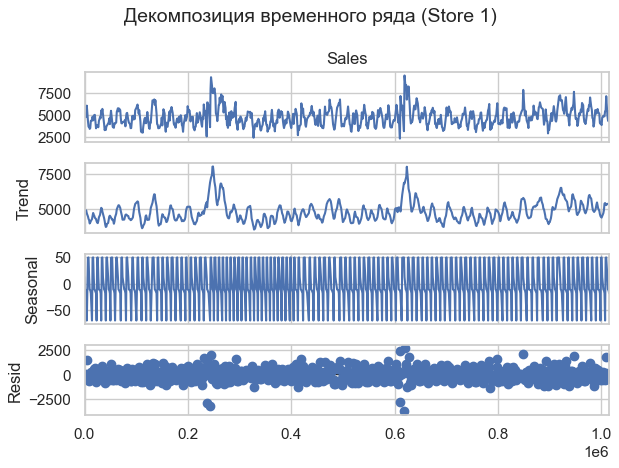 Декомпозиция временного ряда (Store 1)
Sales
7500
5000
2500
Trend
7500
5000
Seasonal
50
0
−50
Resid
2500
0
−2500
0.0 0.2 0.4 0.6 0.8 1.0
1e6